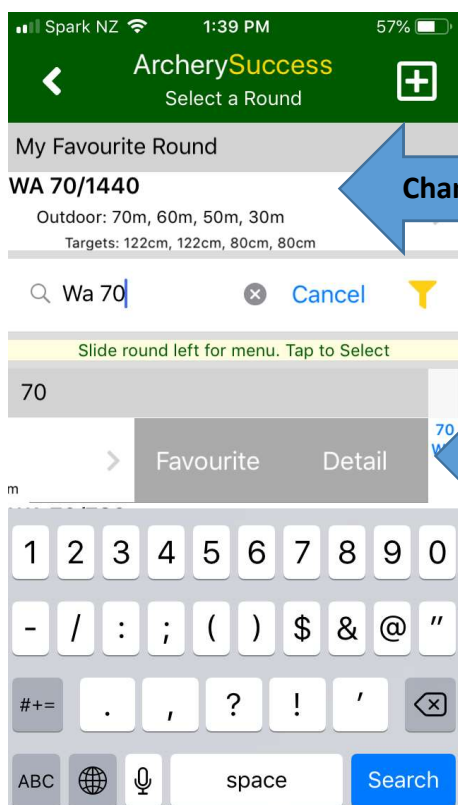 Spark NZ 1:39 PM 57%
ArcherySuccess
Select a Round
My Favourite Round
WA 70/1440
Outdoor: 70m, 60m, 50m, 30m
Targets: 122cm, 122cm, 80cm, 80cm
Char
Wa 70 Cancel
Slide round left for menu. Tap to Select
70
70
Favourite Detail
m
1 2 3 4 5 6 7 8 9 0
- / : ; ( ) $ & @ "
#+= . , ? ! '
ABC space Search